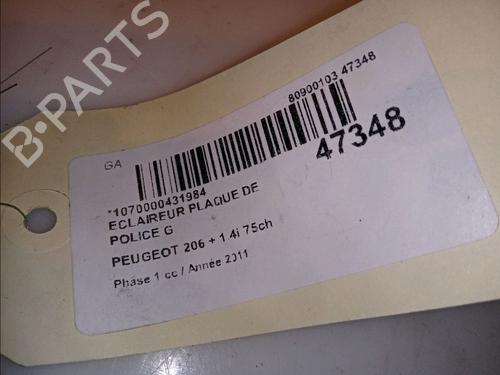 B-PARTS
80900103 47348
GA
47348
*1070000431984
ECLAIREUR PLAQUE DE
POLICE G
PEUGEOT 206 + 1.4i 75ch
Phase 1 cc / Année 2011